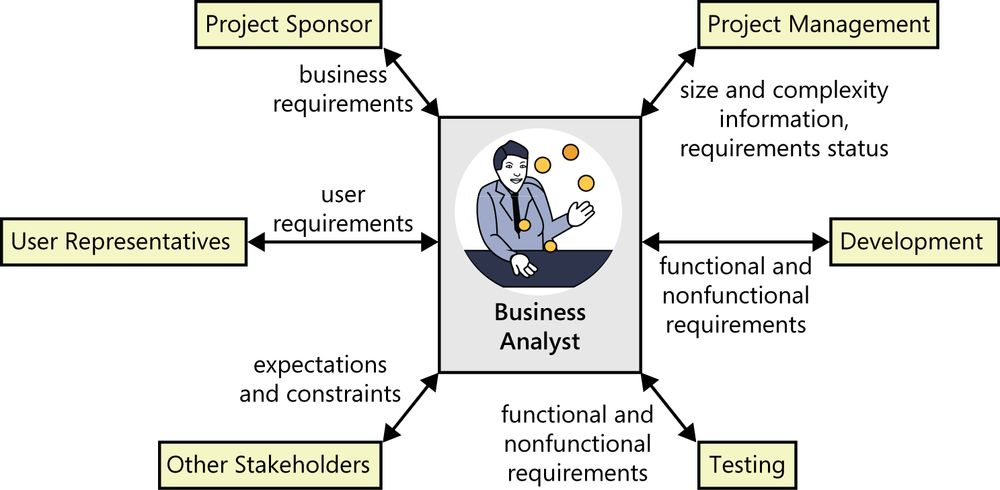 Project Sponsor
Project Management
business
requirements
size and complexity
information,
requirements status
user
requirements
User Representatives
Development
functional and
nonfunctional
requirements
Business
Analyst
expectations
and constraints
functional and
nonfunctional
requirements
Other Stakeholders
Testing